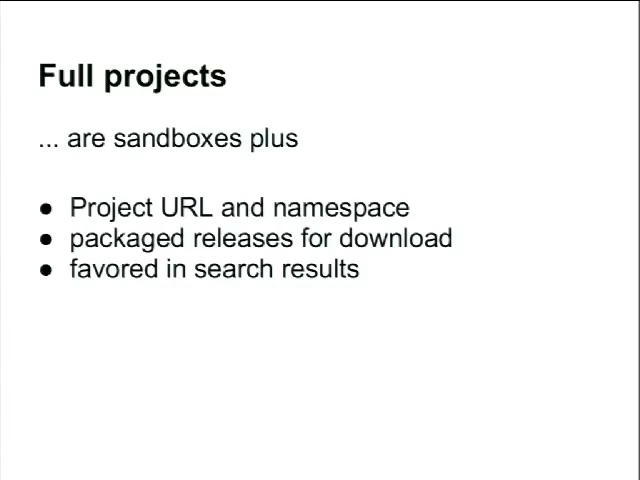 Full projects
... are sandboxes plus
● Project URL and namespace
● packaged releases for download
● favored in search results